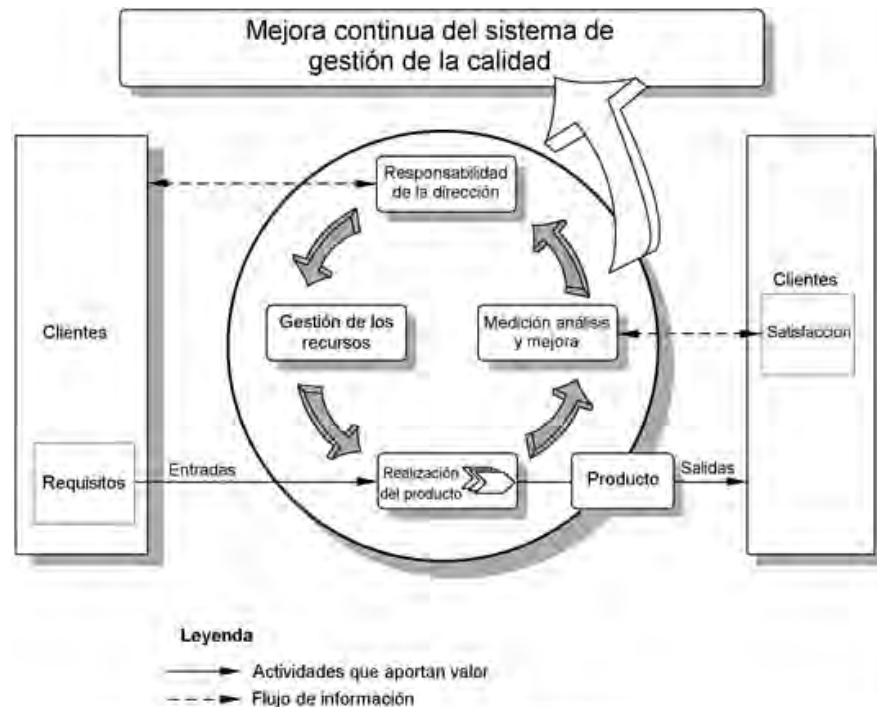 Mejora continua del sistema de
gestión de la calidad
Responsabilidad
de la dirección
Clientes
Gestión de los
recursos
Medición análisis
y mejora
Clientes
Satisfaccion
Requisitos
Entradas
Realización
del producto
Producto
Salidas
Leyenda
Actividades que aportan valor
Flujo de información